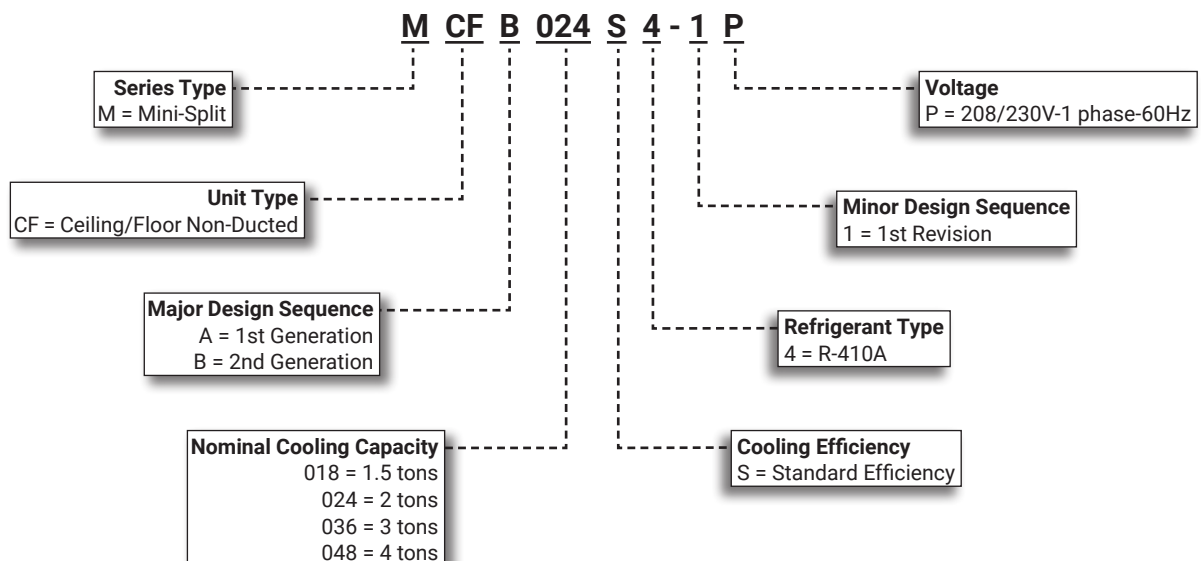 M CF B 024 S 4 - 1 P
Series Type
M = Mini-Split
Voltage
P = 208/230V-1 phase-60Hz
Unit Type
CF = Ceiling/Floor Non-Ducted
Minor Design Sequence
1 = 1st Revision
Major Design Sequence
A = 1st Generation
B = 2nd Generation
Refrigerant Type
4 = R-410A
Nominal Cooling Capacity
018 = 1.5 tons
024 = 2 tons
036 = 3 tons
048 = 4 tons
Cooling Efficiency
S = Standard Efficiency